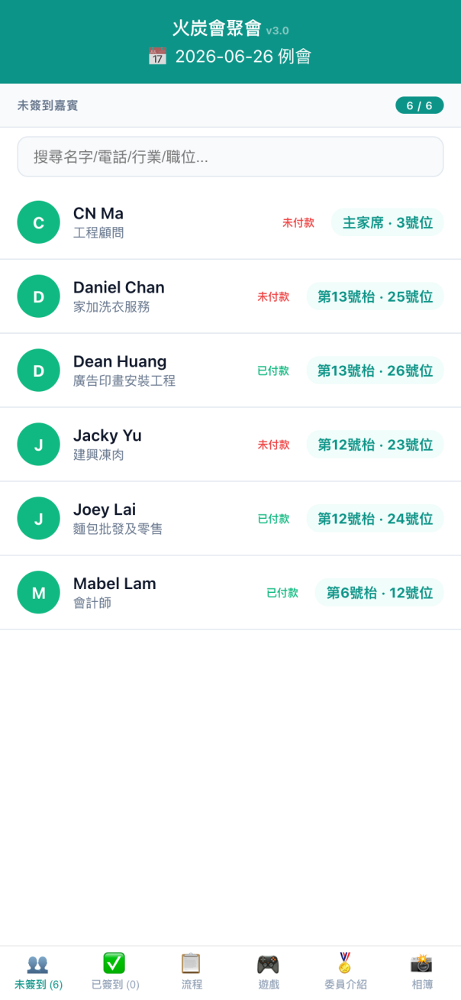 火炭會聚會 v3.0
📅 2026-06-26 例會
未簽到嘉賓 6 / 6
搜尋名字/電話/行業/職位...
C CN Ma 未付款 主家席 · 3號位
工程顧問
D Daniel Chan 未付款 第13號枱 · 25號位
家加洗衣服務
D Dean Huang 已付款 第13號枱 · 26號位
廣告印畫安裝工程
J Jacky Yu 未付款 第12號枱 · 23號位
建興凍肉
J Joey Lai 已付款 第12號枱 · 24號位
麵包批發及零售
M Mabel Lam 已付款 第6號枱 · 12號位
會計師
未簽到 (6) 已簽到 (0) 流程 遊戲 委員介紹 相簿